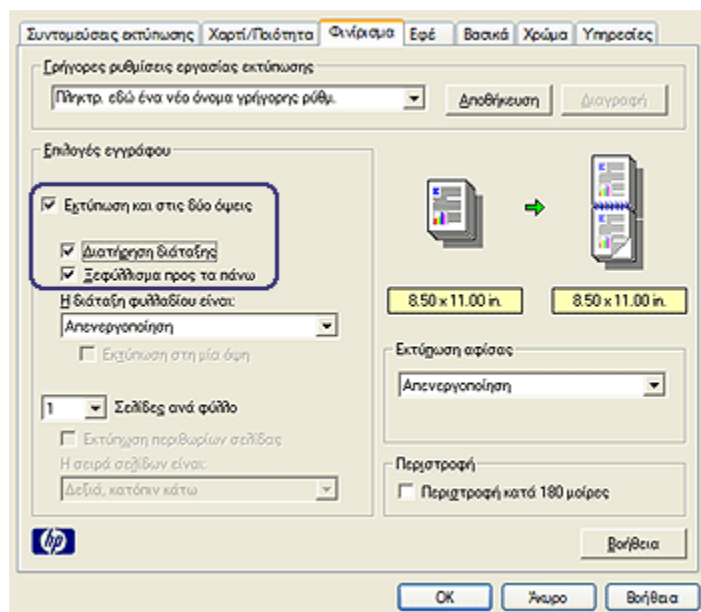 Συντομεύσεις εκτύπωσης Χαρτί/Ποιότητα Φινίρισμα Εφέ Βασικά Χρώμα Υπηρεσίες
Γρήγορες ρυθμίσεις εργασίας εκτύπωσης
Πληκτρ. εδώ ένα νέο όνομα γρήγορης ρύθμ. Αποθήκευση Διαγραφή
Επιλογές εγγράφου
Εκτύπωση και στις δύο όψεις
Διατήρηση διάταξης
Ξεφύλλισμα προς τα πάνω
Η διάταξη φυλλαδίου είναι:
Απενεργοποίηση
Εκτύπωση στη μία όψη
1 Σελίδες ανά φύλλο
Εκτύπωση περιθωρίων σελίδας
Η σειρά σελίδων είναι:
Δεξιά, κατόπιν κάτω
8.50 x 11.00 in. 8.50 x 11.00 in.
Εκτύπωση αφίσας
Απενεργοποίηση
Περιστροφή
Περιστροφή κατά 180 μοίρες
hp Βοήθεια
OK Άκυρο Βοήθεια